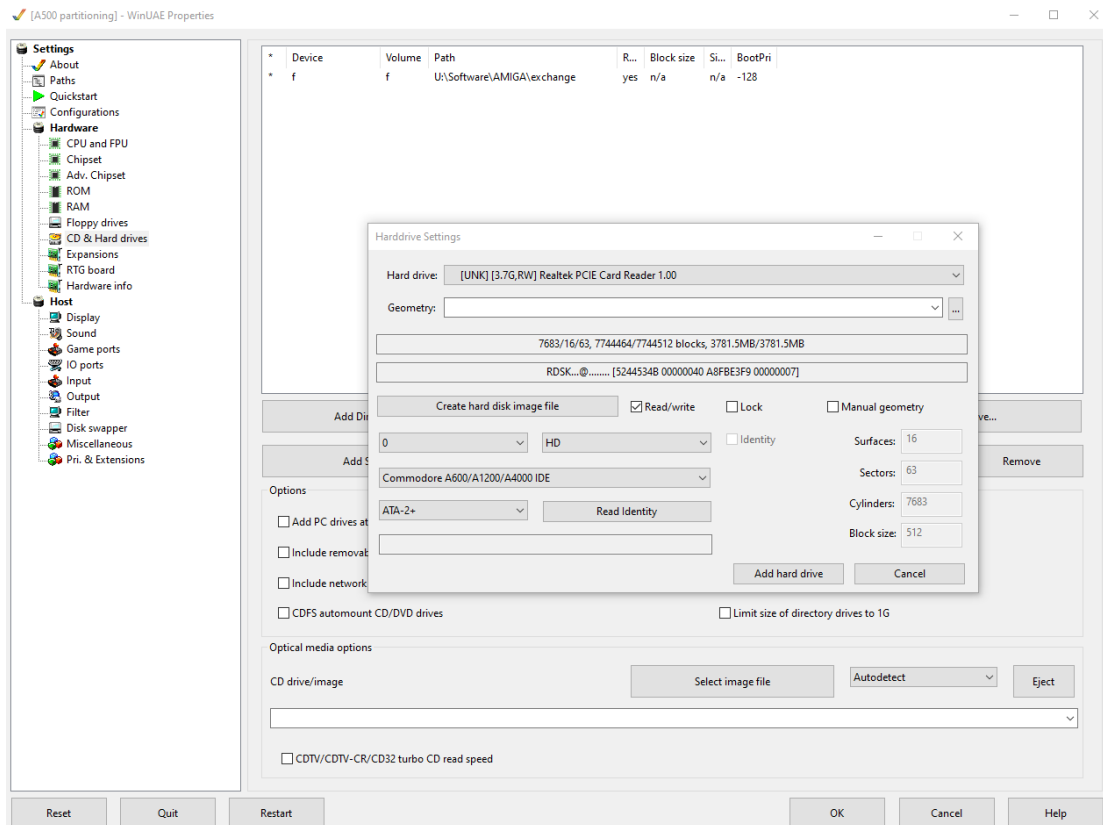 [A500 partitioning] - WinUAE Properties
Settings
About
Paths
Quickstart
Configurations
Hardware
CPU and FPU
Chipset
Adv. Chipset
ROM
RAM
Floppy drives
CD & Hard drives
Expansions
RTG board
Hardware info
Host
Display
Sound
Game ports
IO ports
Input
Output
Filter
Disk swapper
Miscellaneous
Pri. & Extensions
* Device Volume Path R... Block size Si... BootPri
* f f U:\Software\AMIGA\exchange yes n/a n/a -128
Harddrive Settings
Hard drive: [UNK] [3.7G,RW] Realtek PCIE Card Reader 1.00
Geometry: ...
7683/16/63, 7744464/7744512 blocks, 3781.5MB/3781.5MB
RDSK...@........ [5244534B 00000040 A8FBE3F9 00000007]
Create hard disk image file Read/write Lock Manual geometry
0 HD Identity Surfaces: 16
Commodore A600/A1200/A4000 IDE Sectors: 63
ATA-2+ Read Identity Cylinders: 7683
Block size: 512
Add hard drive Cancel
Add Dir ve...
Add S Remove
Options
Add PC drives at
Include removab
Include network
CDFS automount CD/DVD drives Limit size of directory drives to 1G
Optical media options
CD drive/image Select image file Autodetect Eject
CDTV/CDTV-CR/CD32 turbo CD read speed
Reset Quit Restart OK Cancel Help